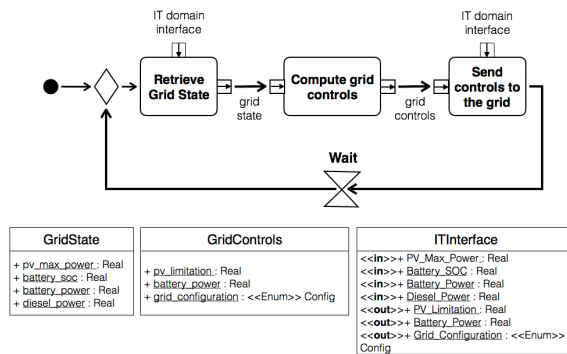 IT domain
interface
IT domain
interface
Retrieve
Grid State
Compute grid
controls
Send
controls to
the grid
grid
state
grid
controls
Wait
GridState
+ pv_max_power : Real
+ battery_soc : Real
+ battery_power : Real
+ diesel_power : Real
GridControls
+ pv_limitation : Real
+ battery_power : Real
+ grid_configuration : <<Enum>> Config
ITInterface
<<in>>+ PV_Max_Power : Real
<<in>>+ Battery_SOC : Real
<<in>>+ Battery_Power : Real
<<in>>+ Diesel_Power : Real
<<out>>+ PV_Limitation : Real
<<out>>+ Battery_Power : Real
<<out>>+ Grid_Configuration : <<Enum>>
Config